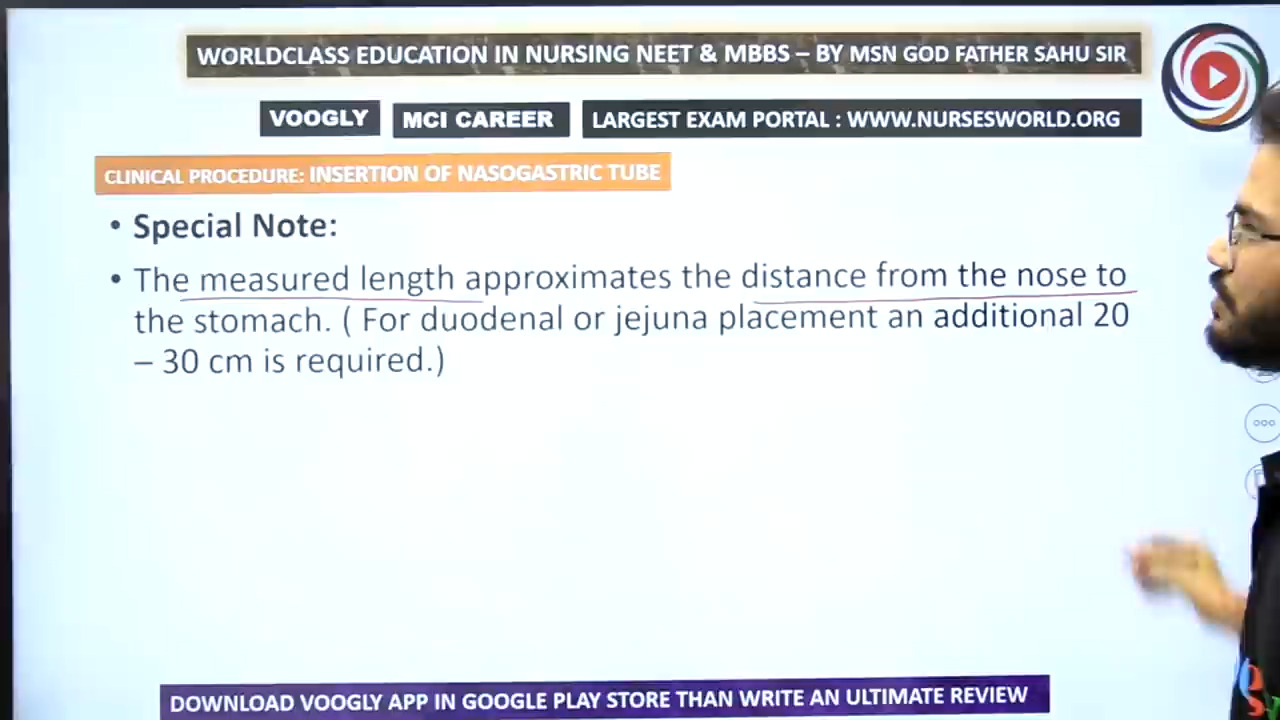 WORLDCLASS EDUCATION IN NURSING NEET & MBBS – BY MSN GOD FATHER SAHU SIR
VOOGLY
MCI CAREER
LARGEST EXAM PORTAL : WWW.NURSESWORLD.ORG
CLINICAL PROCEDURE: INSERTION OF NASOGASTRIC TUBE
• Special Note:
• The measured length approximates the distance from the nose to
the stomach. ( For duodenal or jejuna placement an additional 20
– 30 cm is required.)
DOWNLOAD VOOGLY APP IN GOOGLE PLAY STORE THAN WRITE AN ULTIMATE REVIEW